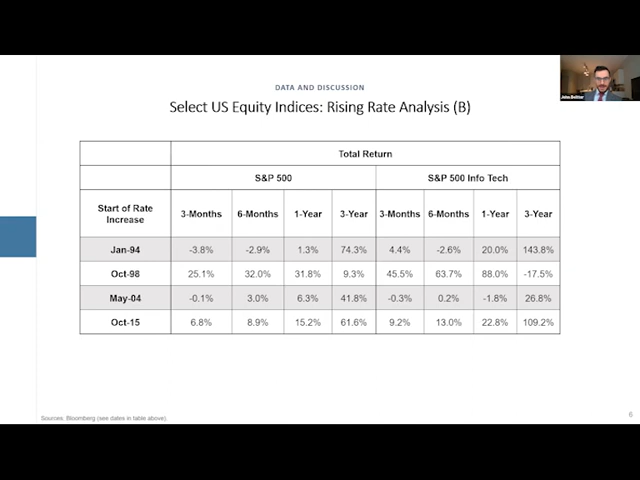 DATA AND DISCUSSION
Select US Equity Indices: Rising Rate Analysis (B)
Total Return
S&P 500 S&P 500 Info Tech
Start of Rate Increase 3-Months 6-Months 1-Year 3-Year 3-Months 6-Months 1-Year 3-Year
Jan-94 -3.8% -2.9% 1.3% 74.3% 4.4% -2.6% 20.0% 143.8%
Oct-98 25.1% 32.0% 31.8% 9.3% 45.5% 63.7% 88.0% -17.5%
May-04 -0.1% 3.0% 6.3% 41.8% -0.3% 0.2% -1.8% 26.8%
Oct-15 6.8% 8.9% 15.2% 61.6% 9.2% 13.0% 22.8% 109.2%
Sources. Bloomberg (see dates in table above)
6
John